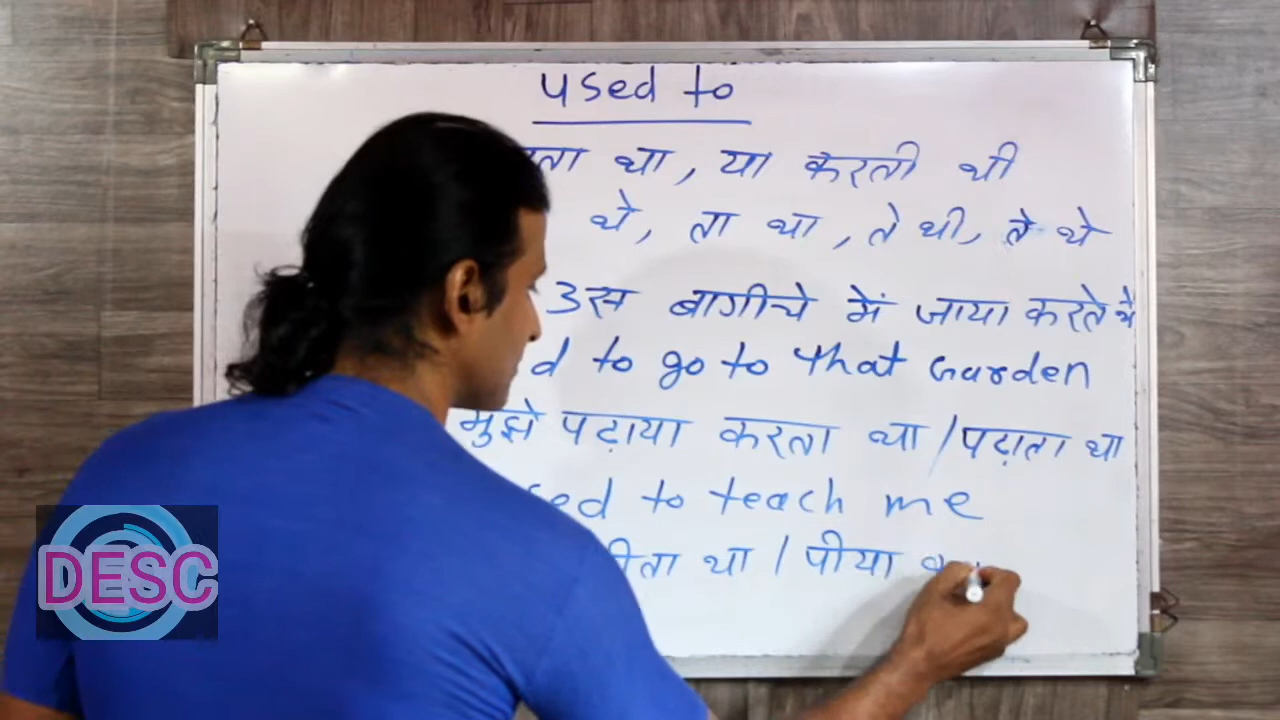 used to
ता था, या करती थी
थे, ता था, ते थी, ते थे
उस बागीचे में जाया करते थे
d to go to that Garden
मुझे पढ़ाया करता था/पढ़ाता था
sed to teach me
पीता था / पीया
DESC